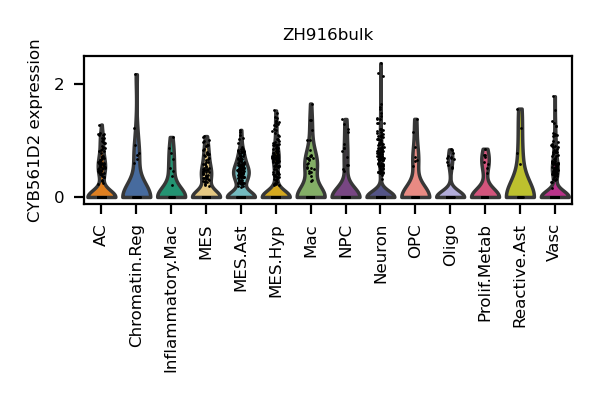 ZH916bulk
CYB561D2 expression
2
0
AC
Chromatin.Reg
Inflammatory.Mac
MES
MES.Ast
MES.Hyp
Mac
NPC
Neuron
OPC
Oligo
Prolif.Metab
Reactive.Ast
Vasc